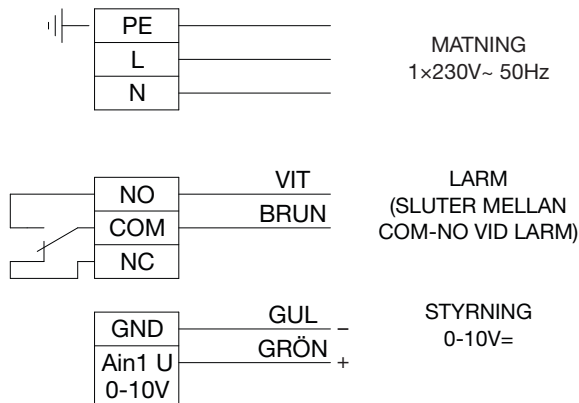 PE
L
N
MATNING
1×230V~ 50Hz
NO
COM
NC
VIT
BRUN
LARM
(SLUTER MELLAN
COM-NO VID LARM)
GND
Ain1 U
0-10V
GUL −
GRÖN +
STYRNING
0-10V=